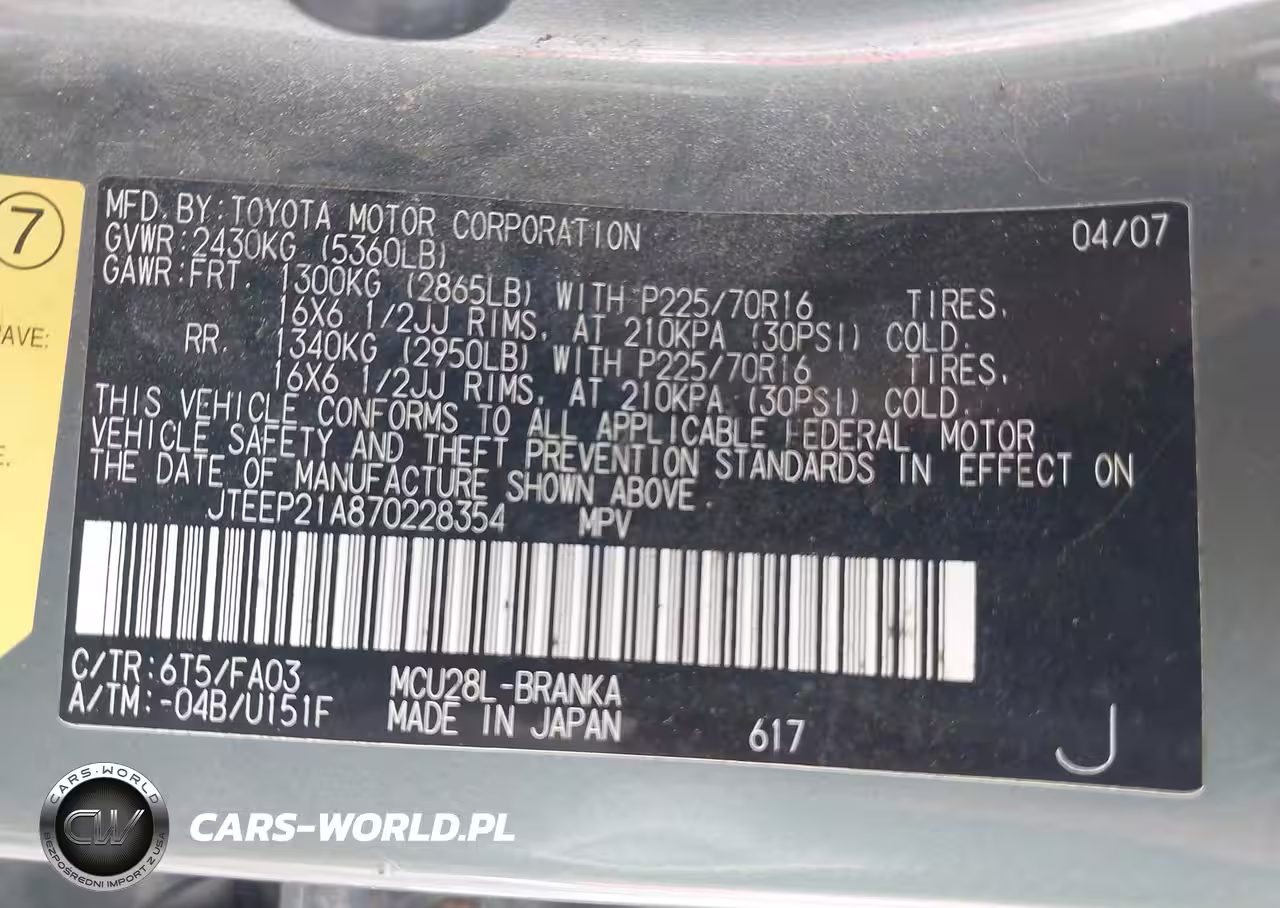 7
AVE:
E,
MFD. BY: TOYOTA MOTOR CORPORATION 04/07
GVWR: 2430KG (5360LB)
GAWR: FRT. 1300KG (2865LB) WITH P225/70R16 TIRES,
16X6 1/2JJ RIMS, AT 210KPA (30PSI) COLD.
RR. 1340KG (2950LB) WITH P225/70R16 TIRES,
16X6 1/2JJ RIMS, AT 210KPA (30PSI) COLD.
THIS VEHICLE CONFORMS TO ALL APPLICABLE FEDERAL MOTOR
VEHICLE SAFETY AND THEFT PREVENTION STANDARDS IN EFFECT ON
THE DATE OF MANUFACTURE SHOWN ABOVE.
JTEEP21A870228354 MPV
C/TR: 6T5/FA03 MCU28L-BRANKA
A/TM: -04B/U151F MADE IN JAPAN 617 J
CARS-WORLD
CW
BEZPOŚREDNI IMPORT Z USA
CARS-WORLD.PL